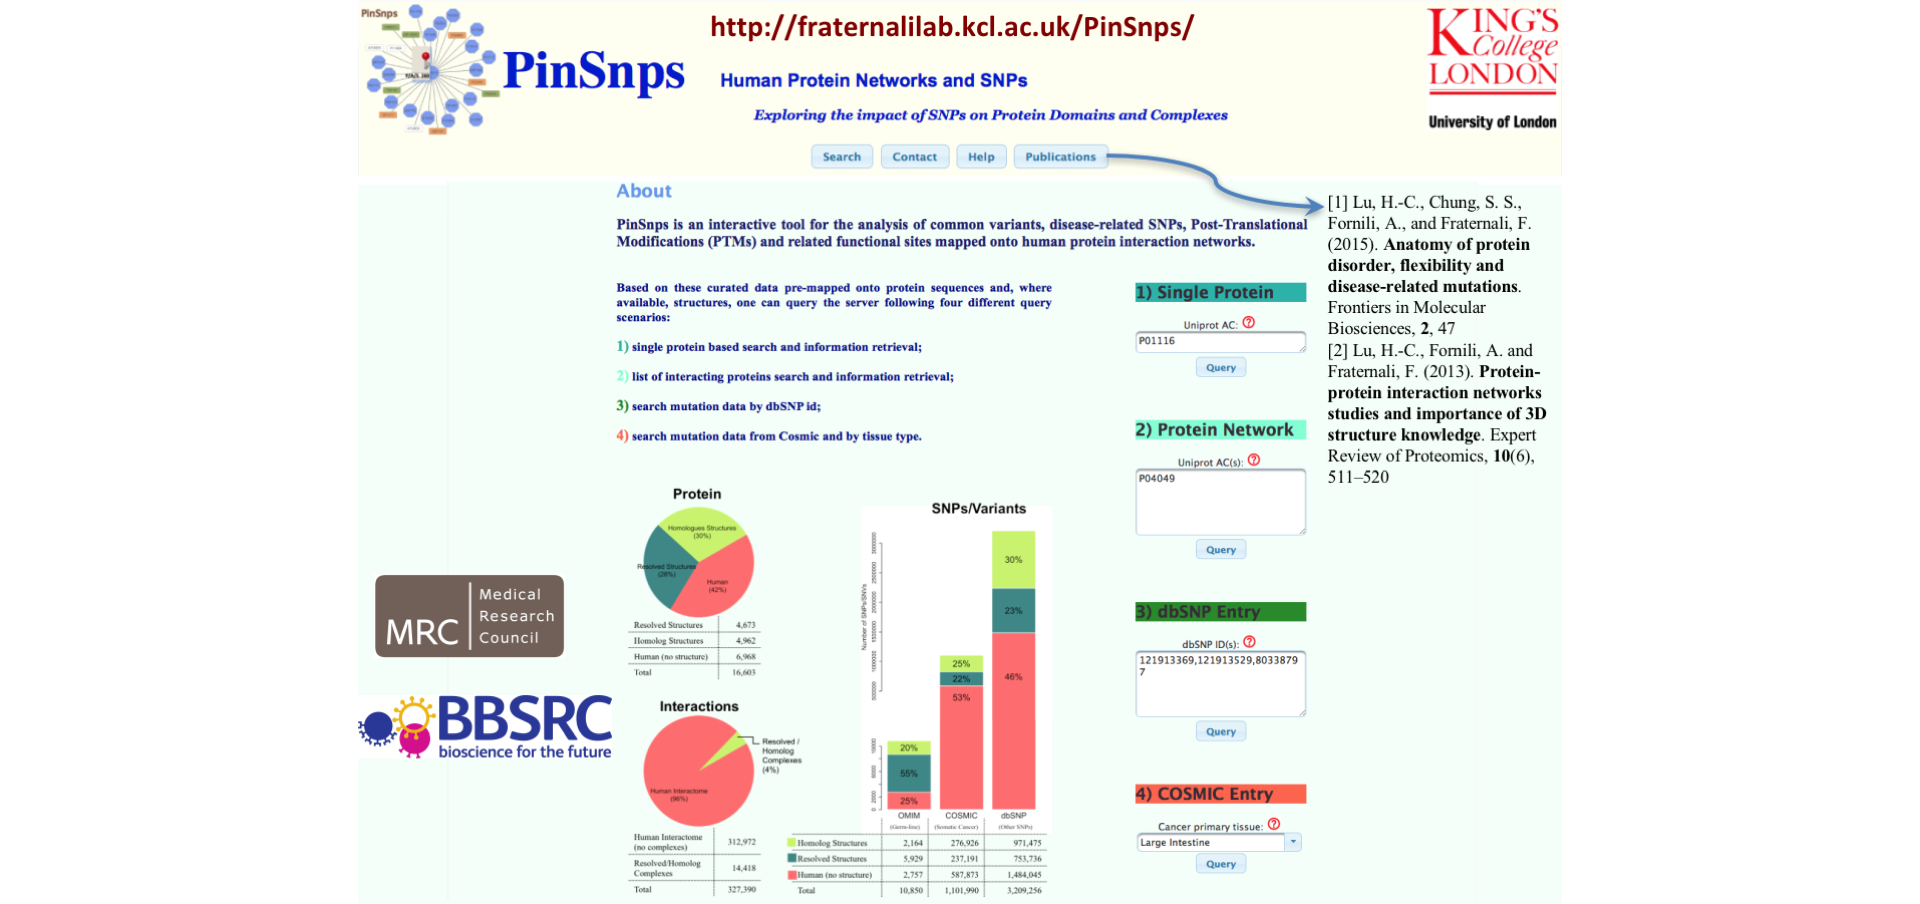 PinSnps
http://fraternalilab.kcl.ac.uk/PinSnps/
KING'S
College
LONDON
University of London
PinSnps
Human Protein Networks and SNPs
Exploring the impact of SNPs on Protein Domains and Complexes
Search Contact Help Publications
About
PinSnps is an interactive tool for the analysis of common variants, disease-related SNPs, Post-Translational
Modifications (PTMs) and related functional sites mapped onto human protein interaction networks.
Based on these curated data pre-mapped onto protein sequences and, where
available, structures, one can query the server following four different query
scenarios:
1) single protein based search and information retrieval;
2) list of interacting proteins search and information retrieval;
3) search mutation data by dbSNP id;
4) search mutation data from Cosmic and by tissue type.
1) Single Protein
Uniprot AC:
P01116
Query
2) Protein Network
Uniprot AC(s):
P04049
Query
3) dbSNP Entry
dbSNP ID(s):
121913369,121913529,8033879
7
Query
4) COSMIC Entry
Cancer primary tissue:
Large Intestine
Query
[1] Lu, H.-C., Chung, S. S.,
Fornili, A., and Fraternali, F.
(2015). Anatomy of protein
disorder, flexibility and
disease-related mutations.
Frontiers in Molecular
Biosciences, 2, 47
[2] Lu, H.-C., Fornili, A. and
Fraternali, F. (2013). Protein-
protein interaction networks
studies and importance of 3D
structure knowledge. Expert
Review of Proteomics, 10(6),
511–520
Protein
Homologues Structures
(30%)
Resolved Structures
(28%)
Human
(42%)
Resolved Structures 4,673
Homolog Structures 4,962
Human (no structure) 6,968
Total 16,603
Interactions
Resolved /
Homolog
Complexes
(4%)
Human Interactome
(96%)
Human Interactome
(no complexes) 312,972
Resolved/Homolog
Complexes 14,418
Total 327,390
SNPs/Variants
Number of SNPs/SNVs
3000000
2500000
2000000
1500000
1000000
500000
10000
6000
2000
0
30%
23%
46%
25%
22%
53%
20%
55%
25%
OMIM COSMIC dbSNP
(Germ-line) (Somatic Cancer) (Other SNPs)
Homolog Structures 2,164 276,926 971,475
Resolved Structures 5,929 237,191 753,736
Human (no structure) 2,757 587,873 1,484,045
Total 10,850 1,101,990 3,209,256
MRC
Medical
Research
Council
BBSRC
bioscience for the future